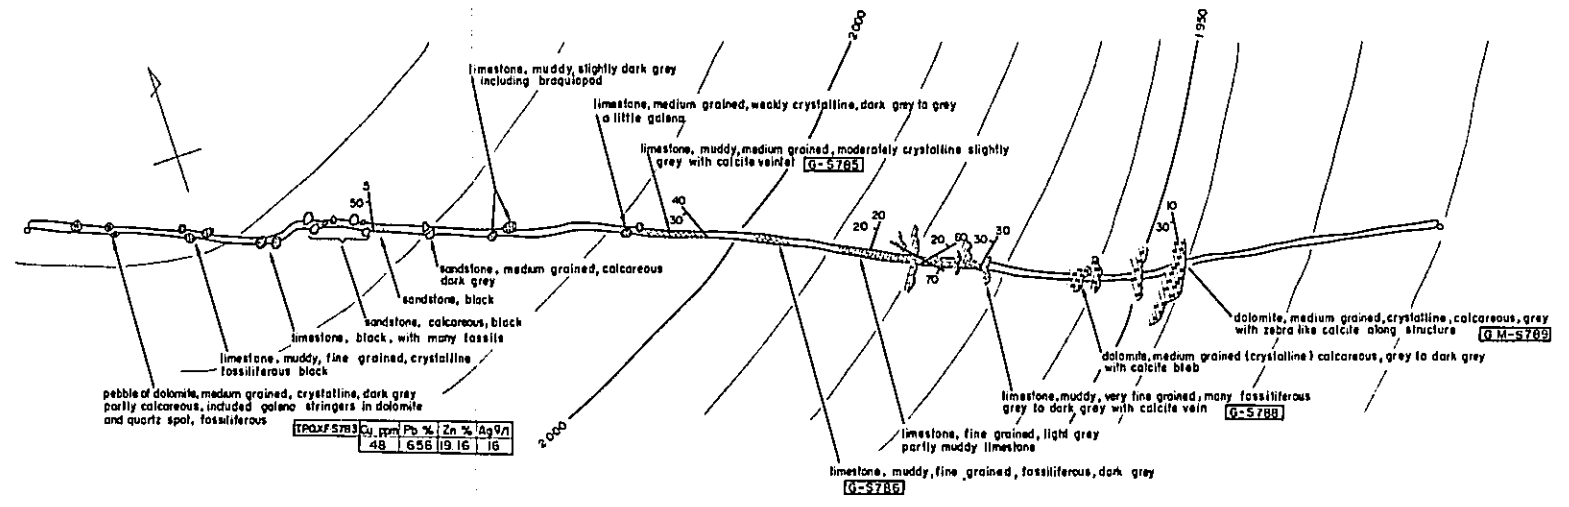 2000
1950
limestone, muddy, slightly dark grey
including braquiopod
limestone, medium grained, weakly crystalline, dark grey to grey
a little galena
limestone, muddy, medium grained, moderately crystalline slightly
grey with calcite veinlet G-S785
S
50
40
30
20
20
20
60
30
30
70
10
30
sandstone, medium grained, calcareous
dark grey
sandstone, black
sandstone, calcareous, black
limestone, black, with many fossils
limestone, muddy, fine grained, crystalline
fossiliferous black
pebble of dolomite, medium grained, crystalline, dark grey
partly calcareous, included galena stringers in dolomite
and quartz spot, fossiliferous
TPOXF S783 Cu ppm Pb % Zn % Ag g/t
48 6.56 19.16 16
2000
dolomite, medium grained, crystalline, calcareous, grey
with zebra like calcite along structure GM-S789
dolomite, medium grained (crystalline) calcareous, grey to dark grey
with calcite bleb
limestone, muddy, very fine grained, many fossiliferous
grey to dark grey with calcite vein G-S788
limestone, fine grained, light grey
partly muddy limestone
limestone, muddy, fine grained, fossiliferous, dark grey
G-S786